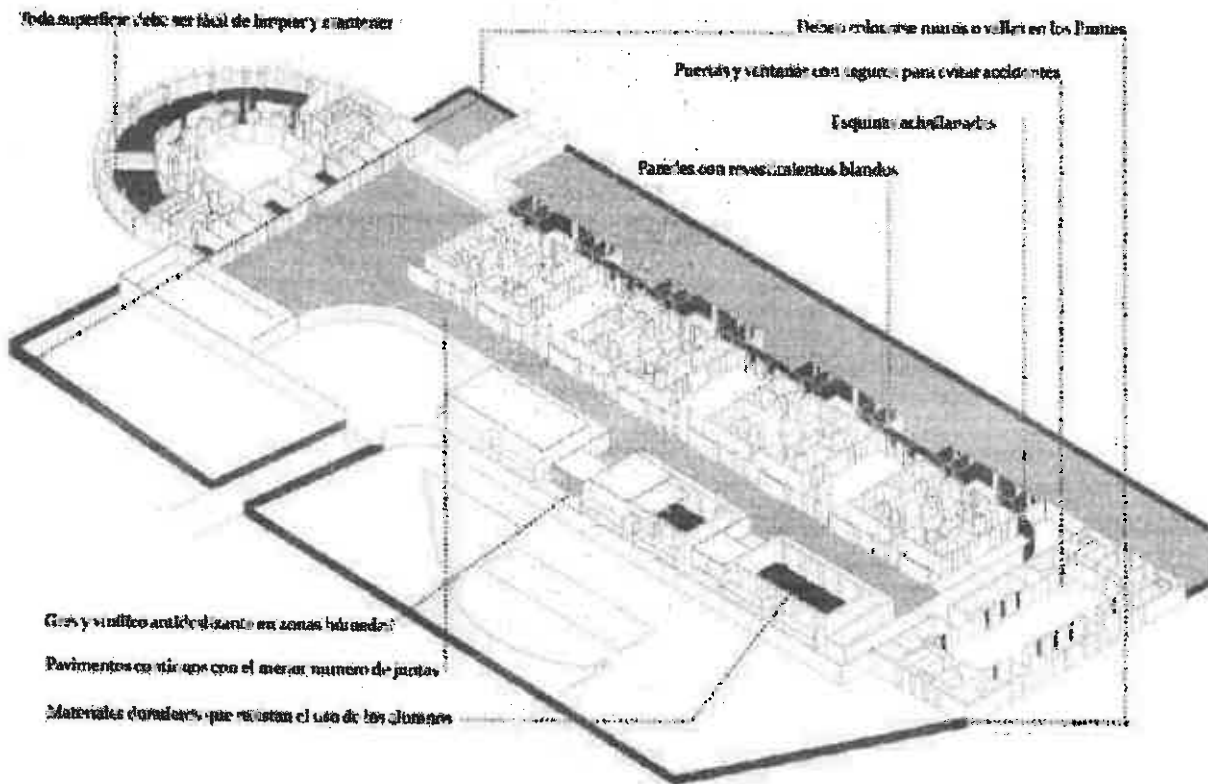 Toda superficie debe ser fácil de limpiar y mantener
Deben colocarse muros o vallas en los límites
Puertas y ventanas con seguros para evitar accidentes
Esquinas achaflanadas
Paredes con revestimientos blandos
Gres y vinílico antideslizante en zonas húmedas
Pavimentos continuos con el menor numero de juntas
Materiales duraderos, que resistan el uso de los alumnos